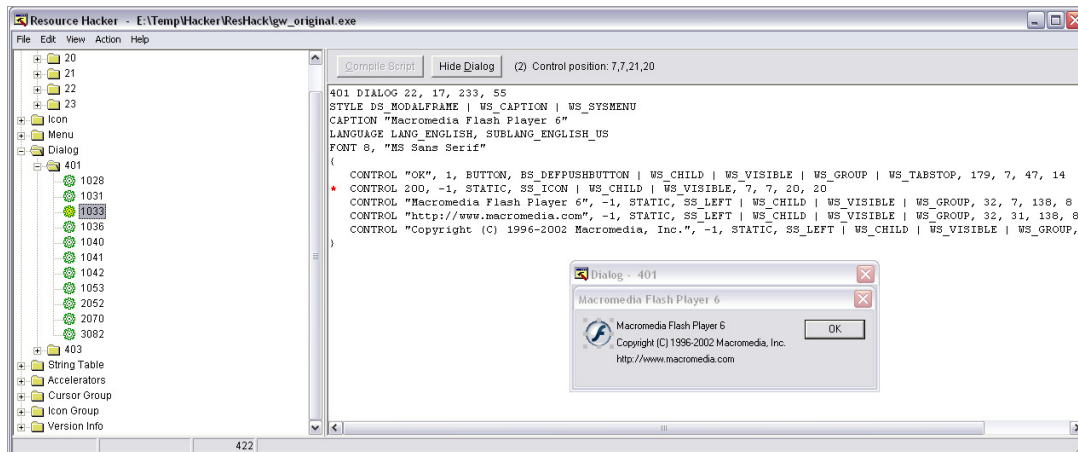 Resource Hacker - E:\Temp\Hacker\ResHack\gw_original.exe
File Edit View Action Help
20
21
22
23
Icon
Menu
Dialog
401
1028
1031
1033
1036
1040
1041
1042
1053
2052
2070
3082
403
String Table
Accelerators
Cursor Group
Icon Group
Version Info
Compile Script Hide Dialog (2) Control position: 7,7,21,20
401 DIALOG 22, 17, 233, 55
STYLE DS_MODALFRAME | WS_CAPTION | WS_SYSMENU
CAPTION "Macromedia Flash Player 6"
LANGUAGE LANG_ENGLISH, SUBLANG_ENGLISH_US
FONT 8, "MS Sans Serif"
{
CONTROL "OK", 1, BUTTON, BS_DEFPUSHBUTTON | WS_CHILD | WS_VISIBLE | WS_GROUP | WS_TABSTOP, 179, 7, 47, 14
* CONTROL 200, -1, STATIC, SS_ICON | WS_CHILD | WS_VISIBLE, 7, 7, 20, 20
CONTROL "Macromedia Flash Player 6", -1, STATIC, SS_LEFT | WS_CHILD | WS_VISIBLE | WS_GROUP, 32, 7, 138, 8
CONTROL "http://www.macromedia.com", -1, STATIC, SS_LEFT | WS_CHILD | WS_VISIBLE | WS_GROUP, 32, 31, 138, 8
CONTROL "Copyright (C) 1996-2002 Macromedia, Inc.", -1, STATIC, SS_LEFT | WS_CHILD | WS_VISIBLE | WS_GROUP,
}
Dialog - 401
Macromedia Flash Player 6
Macromedia Flash Player 6
OK
Copyright (C) 1996-2002 Macromedia, Inc.
http://www.macromedia.com
422